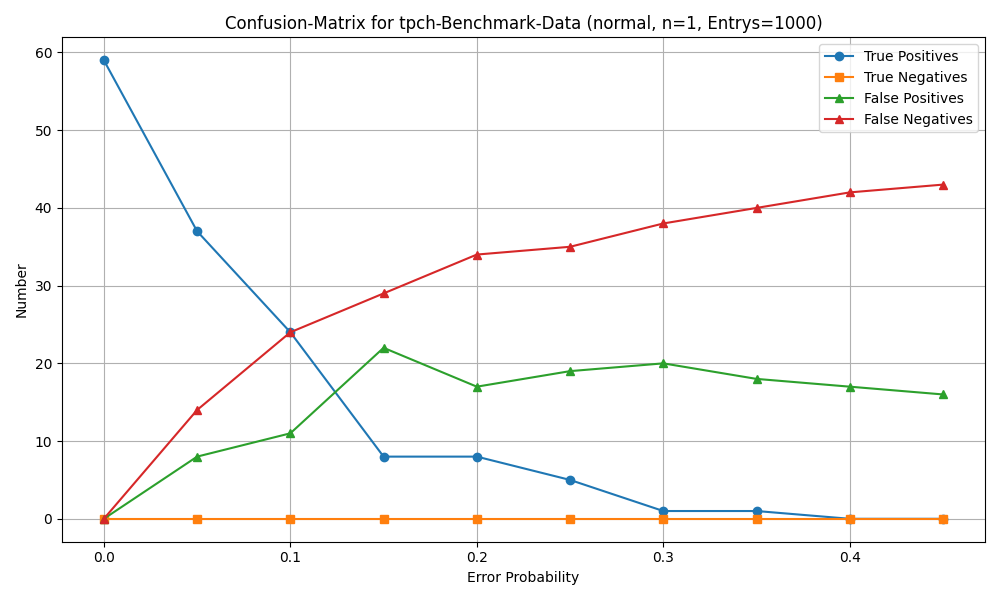 Confusion-Matrix for tpch-Benchmark-Data (normal, n=1, Entrys=1000)
True Positives
True Negatives
False Positives
False Negatives
Number
60
50
40
30
20
10
0
0.0 0.1 0.2 0.3 0.4
Error Probability